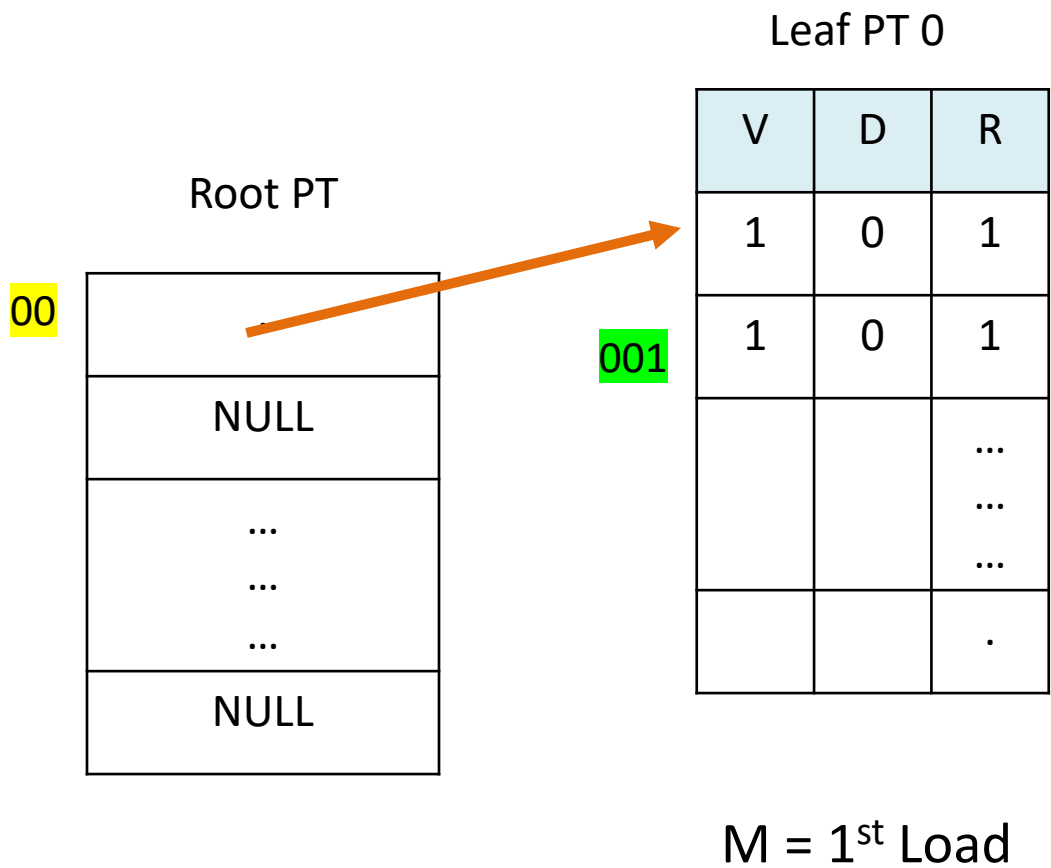 Leaf PT 0
V D R
Root PT
1 0 1
00
.
1 0 1
001
NULL
...
...
...
...
...
...
.
NULL
M = 1st Load